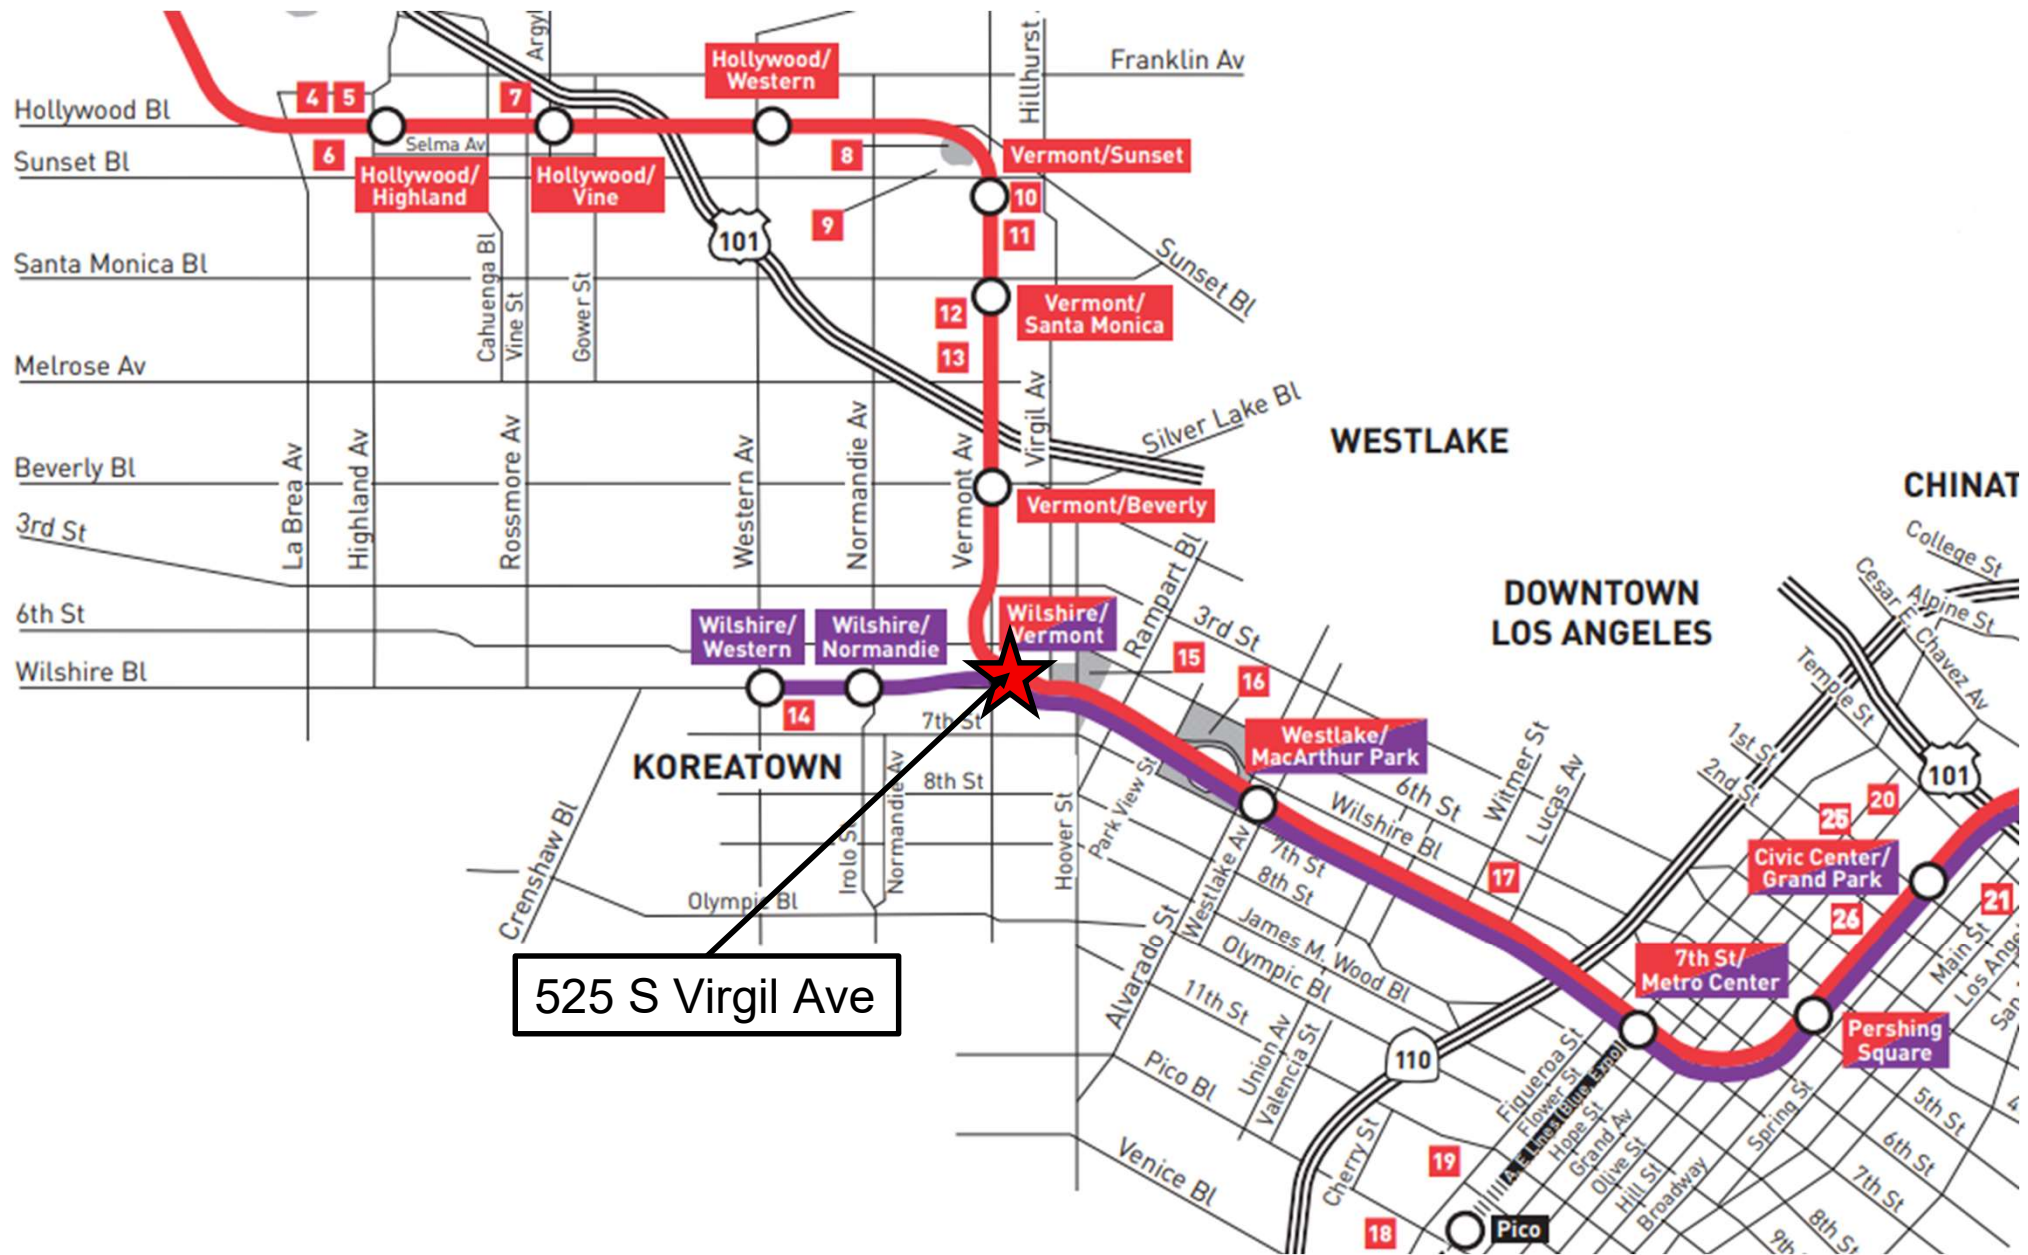 Argyl
Hillhurst
Franklin Av
Hollywood/
Western
Hollywood Bl
4
5
7
6
Selma Av
8
Sunset Bl
Hollywood/
Highland
Hollywood/
Vine
Vermont/Sunset
10
9
11
101
Santa Monica Bl
Sunset Bl
Cahuenga Bl
Vine St
Gower St
12
Vermont/
Santa Monica
13
Melrose Av
Virgil Av
Silver Lake Bl
WESTLAKE
La Brea Av
Highland Av
Rossmore Av
Western Av
Normandie Av
Vermont Av
Beverly Bl
Vermont/Beverly
CHINAT
3rd St
College St
Cesar E. Chavez Av
Alpine St
Rampart Bl
DOWNTOWN
LOS ANGELES
6th St
Wilshire/
Western
Wilshire/
Normandie
Wilshire/
Vermont
3rd St
15
16
Wilshire Bl
Temple St
14
7th St
Westlake/
MacArthur Park
1st St
2nd St
101
KOREATOWN
8th St
Normandie Av
Irolo St
Hoover St
Park View St
6th St
Wilshire Bl
Witmer St
Lucas Av
20
25
Civic Center/
Grand Park
21
26
Crenshaw Bl
Olympic Bl
Westlake Av
7th St
8th St
17
Alvarado St
James M. Wood Bl
Olympic Bl
11th St
Main St
Los Ange
San
7th St/
Metro Center
525 S Virgil Ave
Pershing
Square
110
Union Av
Valencia St
Pico Bl
Figueroa St
Flower St
A, E Lines (Blue, Expo)
Hope St
Grand Av
Olive St
Hill St
Broadway
Spring St
4
5th St
6th St
7th St
8th St
9th
Venice Bl
Cherry St
19
18
Pico